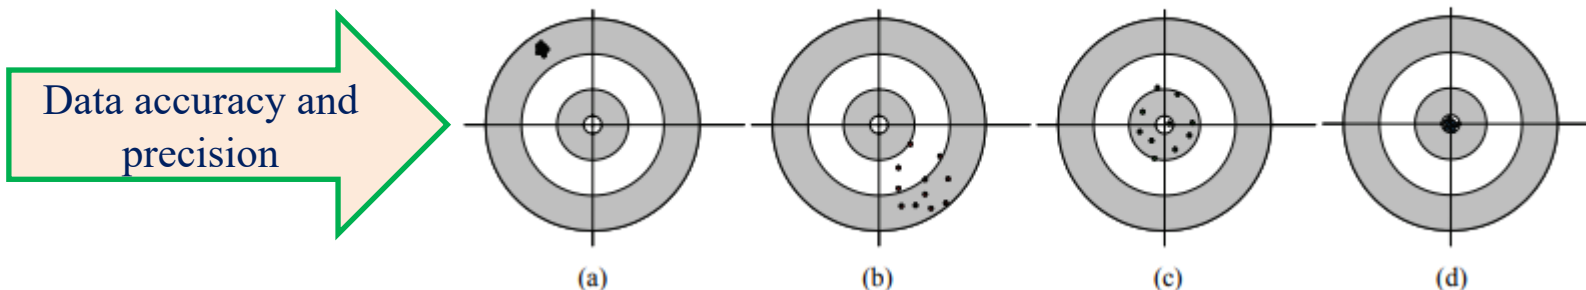 Data accuracy and
precision
(a)
(b)
(c)
(d)